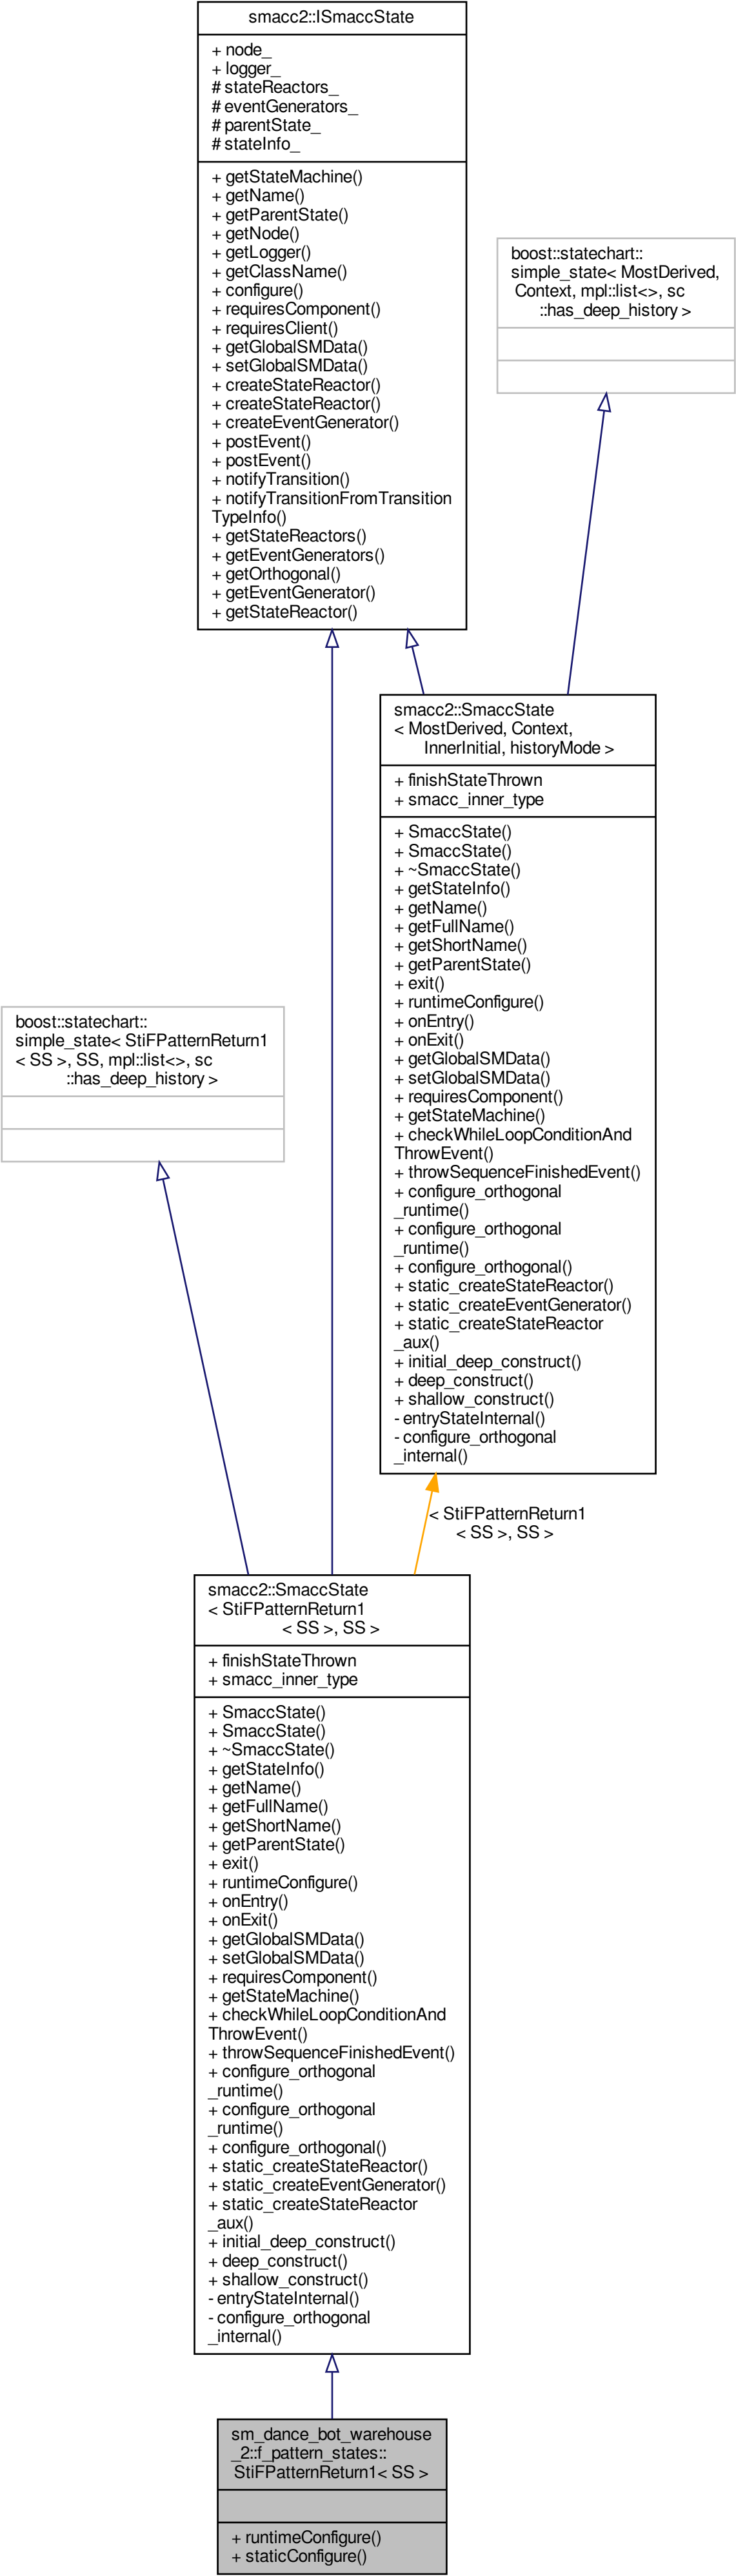 smacc2::ISmaccState
+ node_
+ logger_
# stateReactors_
# eventGenerators_
# parentState_
# stateInfo_
+ getStateMachine()
+ getName()
+ getParentState()
+ getNode()
+ getLogger()
+ getClassName()
+ configure()
+ requiresComponent()
+ requiresClient()
+ getGlobalSMData()
+ setGlobalSMData()
+ createStateReactor()
+ createStateReactor()
+ createEventGenerator()
+ postEvent()
+ postEvent()
+ notifyTransition()
+ notifyTransitionFromTransition
TypeInfo()
+ getStateReactors()
+ getEventGenerators()
+ getOrthogonal()
+ getEventGenerator()
+ getStateReactor()
boost::statechart::
simple_state< MostDerived,
Context, mpl::list<>, sc
::has_deep_history >
smacc2::SmaccState
< MostDerived, Context,
InnerInitial, historyMode >
+ finishStateThrown
+ smacc_inner_type
+ SmaccState()
+ SmaccState()
+ ~SmaccState()
+ getStateInfo()
+ getName()
+ getFullName()
+ getShortName()
+ getParentState()
+ exit()
+ runtimeConfigure()
+ onEntry()
+ onExit()
+ getGlobalSMData()
+ setGlobalSMData()
+ requiresComponent()
+ getStateMachine()
+ checkWhileLoopConditionAnd
ThrowEvent()
+ throwSequenceFinishedEvent()
+ configure_orthogonal
_runtime()
+ configure_orthogonal
_runtime()
+ configure_orthogonal()
+ static_createStateReactor()
+ static_createEventGenerator()
+ static_createStateReactor
_aux()
+ initial_deep_construct()
+ deep_construct()
+ shallow_construct()
- entryStateInternal()
- configure_orthogonal
_internal()
boost::statechart::
simple_state< StiFPatternReturn1
< SS >, SS, mpl::list<>, sc
::has_deep_history >
< StiFPatternReturn1
< SS >, SS >
smacc2::SmaccState
< StiFPatternReturn1
< SS >, SS >
+ finishStateThrown
+ smacc_inner_type
+ SmaccState()
+ SmaccState()
+ ~SmaccState()
+ getStateInfo()
+ getName()
+ getFullName()
+ getShortName()
+ getParentState()
+ exit()
+ runtimeConfigure()
+ onEntry()
+ onExit()
+ getGlobalSMData()
+ setGlobalSMData()
+ requiresComponent()
+ getStateMachine()
+ checkWhileLoopConditionAnd
ThrowEvent()
+ throwSequenceFinishedEvent()
+ configure_orthogonal
_runtime()
+ configure_orthogonal
_runtime()
+ configure_orthogonal()
+ static_createStateReactor()
+ static_createEventGenerator()
+ static_createStateReactor
_aux()
+ initial_deep_construct()
+ deep_construct()
+ shallow_construct()
- entryStateInternal()
- configure_orthogonal
_internal()
sm_dance_bot_warehouse
_2::f_pattern_states::
StiFPatternReturn1< SS >
+ runtimeConfigure()
+ staticConfigure()